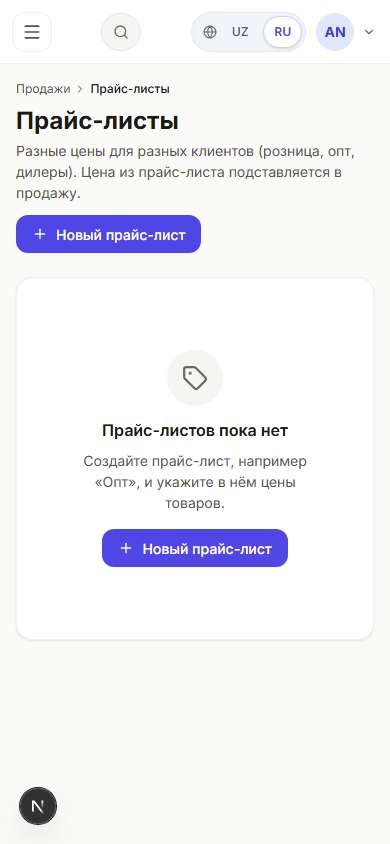 UZ
RU
AN
Продажи
Прайс-листы
Прайс-листы
Разные цены для разных клиентов (розница, опт,
дилеры). Цена из прайс-листа подставляется в
продажу.
Новый прайс-лист
Прайс-листов пока нет
Создайте прайс-лист, например
«Опт», и укажите в нём цены
товаров.
Новый прайс-лист
N